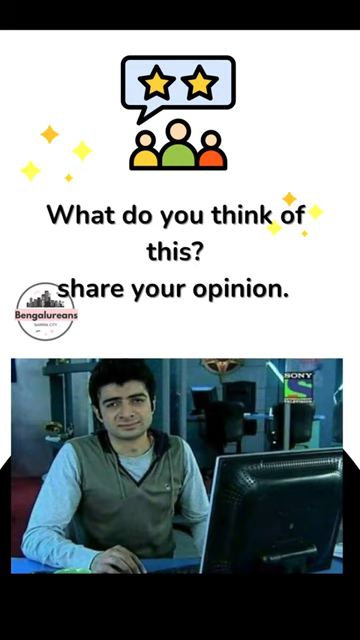 What do you think of
this?
share your opinion.
Bengalureans
SONY